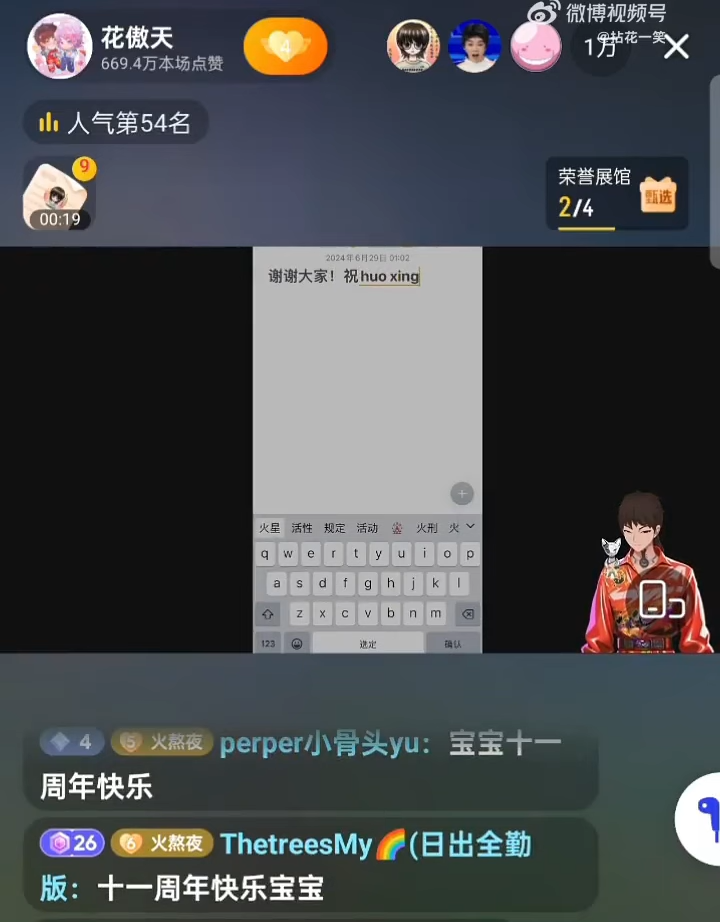 微博视频号
@拈花一笑
花傲天
669.4万本场点赞
4
1万
人气第54名
9
00:19
荣誉展馆
2/4
甄选
2024年6月29日 01:02
谢谢大家！祝huo xing
火星 活性 规定 活动 火刑 火
q w e r t y u i o p
a s d f g h j k l
z x c v b n m
123 选定 确认
4 5 火熬夜 perper小骨头yu：宝宝十一
周年快乐
26 6 火熬夜 ThetreesMy🌈(日出全勤
版：十一周年快乐宝宝